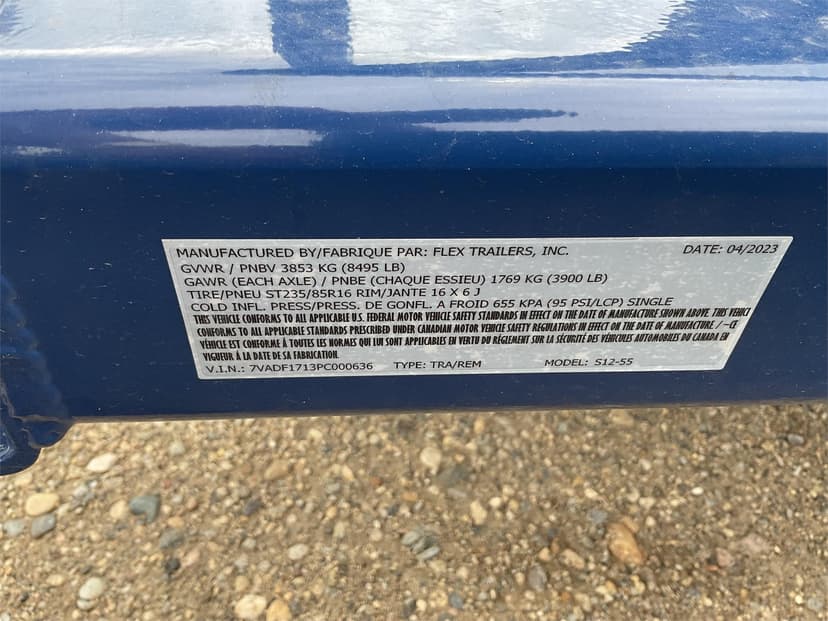 MANUFACTURED BY/FABRIQUE PAR: FLEX TRAILERS, INC. DATE: 04/2023
GVWR / PNBV 3853 KG (8495 LB)
GAWR (EACH AXLE) / PNBE (CHAQUE ESSIEU) 1769 KG (3900 LB)
TIRE/PNEU ST235/85R16 RIM/JANTE 16 X 6 J
COLD INFL. PRESS/PRESS. DE GONFL. A FROID 655 KPA (95 PSI/LCP) SINGLE
THIS VEHICLE CONFORMS TO ALL APPLICABLE U.S. FEDERAL MOTOR VEHICLE SAFETY STANDARDS IN EFFECT ON THE DATE OF MANUFACTURE SHOWN ABOVE. THIS VEHICL
CONFORMS TO ALL APPLICABLE STANDARDS PRESCRIBED UNDER CANADIAN MOTOR VEHICLE SAFETY REGULATIONS IN EFFECT ON THE DATE OF MANUFACTURE / –CE
VÉHICLE EST CONFORME À TOUTES LES NORMES QUI LUI SONT APPLICABLES EN VERTU DU RÈGLEMENT SUR LA SÉCURITÉ DES VÉHICULES AUTOMOBILES DU CANADA EN
VIGUEUR À LA DATE DE SA FABRICATION.
V.I.N.: 7VADF1713PC000636 TYPE: TRA/REM MODEL: S12-55